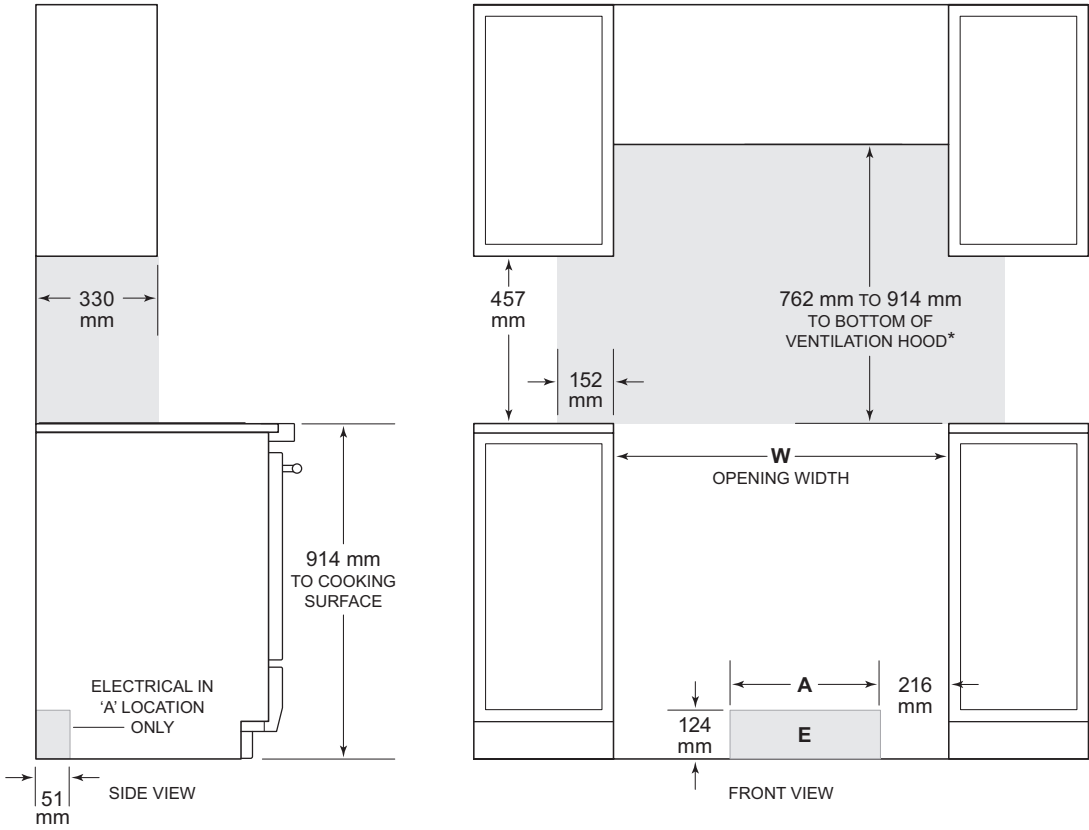 330
mm
914 mm
TO COOKING
SURFACE
ELECTRICAL IN
‘A’ LOCATION
ONLY
51
mm
SIDE VIEW
457
mm
762 mm TO 914 mm
TO BOTTOM OF
VENTILATION HOOD*
152
mm
W
OPENING WIDTH
A
216
mm
124
mm
E
FRONT VIEW